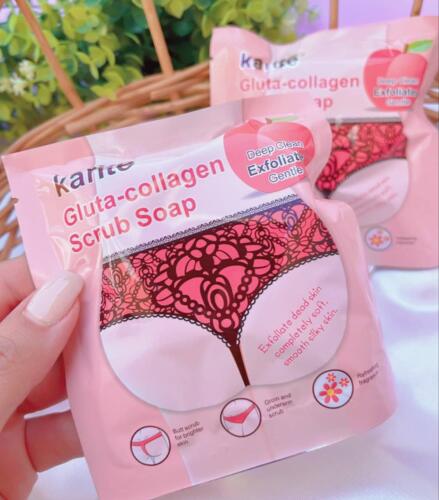 karite
Gluta-collagen
Scrub Soap
Deep Clean
Exfoliate
Gentle
Exfoliate dead skin
completely soft,
smooth silky skin.
Butt scrub
for brighter
skin
Groin and
underarm
scrub
Refreshing
fragrance
karite
Gluta-collagen
Soap
Deep Clean
Exfoliate
Gentle